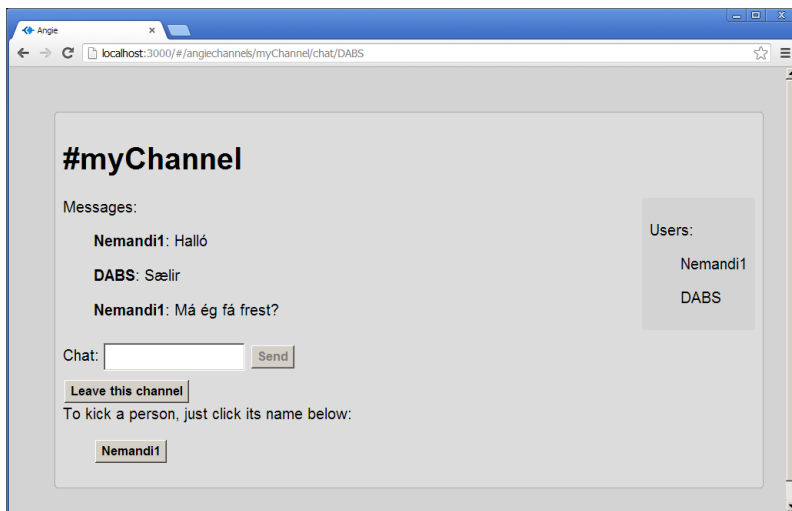 Angie
localhost:3000/#/angiechannels/myChannel/chat/DABS
#myChannel
Messages:
Nemandi1: Halló
DABS: Sælir
Nemandi1: Má ég fá frest?
Users:
Nemandi1
DABS
Chat: Send
Leave this channel
To kick a person, just click its name below:
Nemandi1